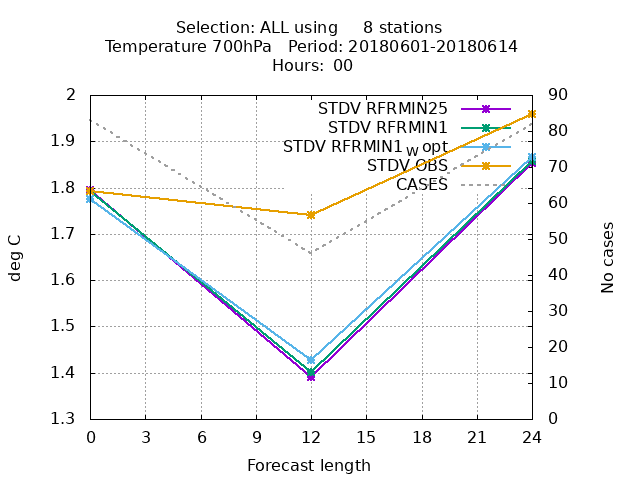 Selection: ALL using     8 stations
Temperature 700hPa   Period: 20180601-20180614
Hours:  00
deg C
2
1.9
1.8
1.7
1.6
1.5
1.4
1.3
STDV RFRMIN25
STDV RFRMIN1
STDV RFRMIN1_W opt
STDV OBS
CASES
90
80
70
60
50
40
30
20
10
0
No cases
0 3 6 9 12 15 18 21 24
Forecast length